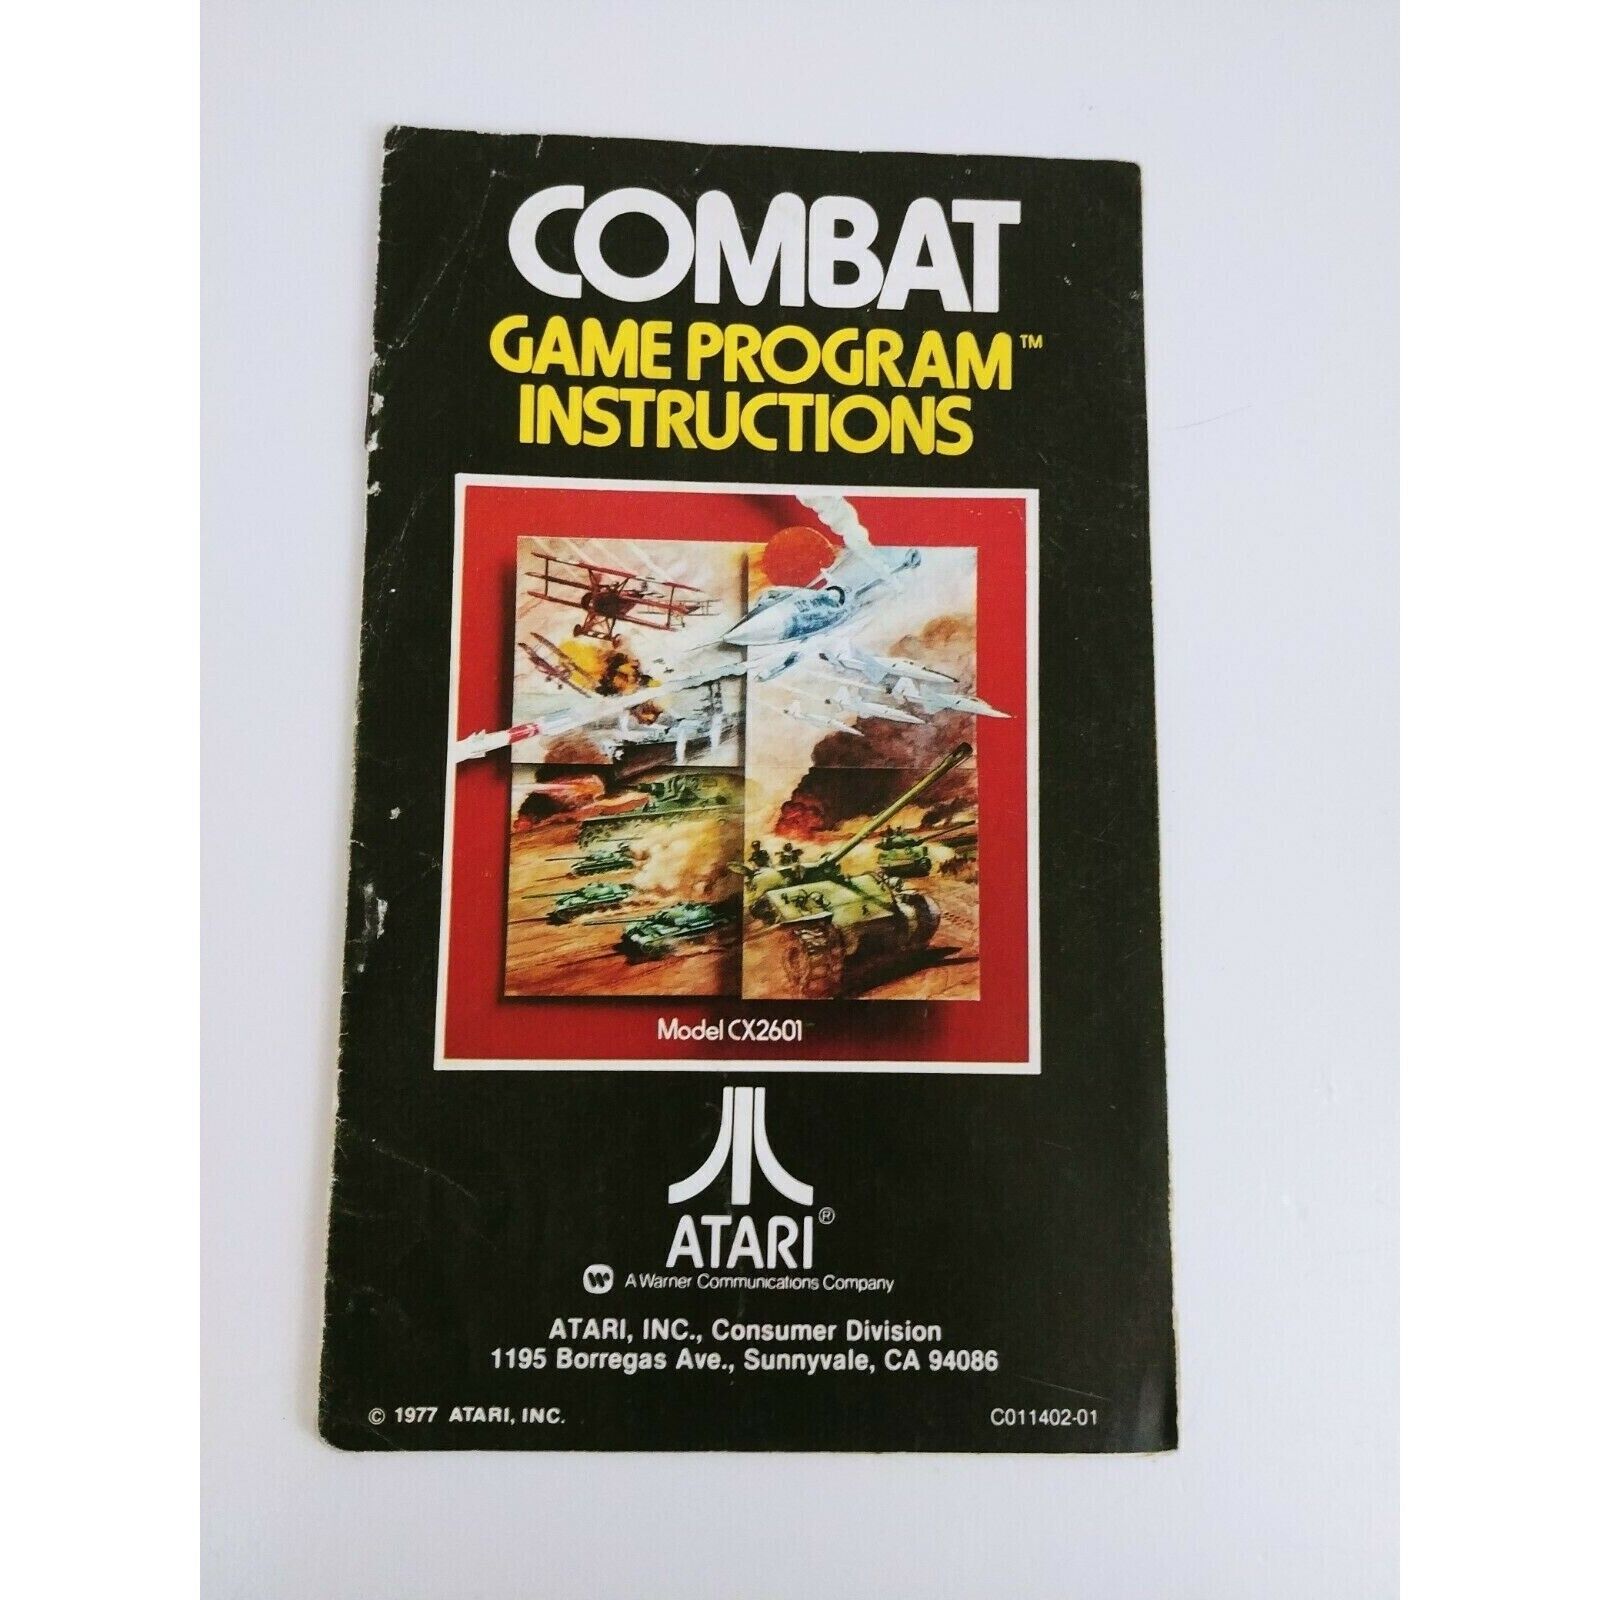 COMBAT
GAME PROGRAM™
INSTRUCTIONS
Model CX2601
ATARI®
W A Warner Communications Company
ATARI, INC., Consumer Division
1195 Borregas Ave., Sunnyvale, CA 94086
© 1977 ATARI, INC. C011402-01